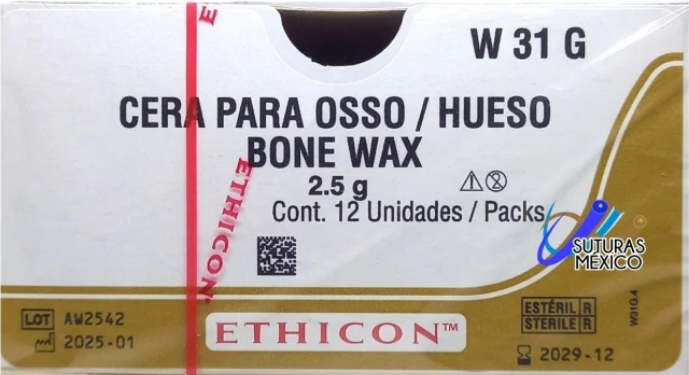 E
W 31 G
CERA PARA OSSO / HUESO
BONE WAX
2.5 g
Cont. 12 Unidades / Packs
ETHICON
SUTURAS
MÉXICO
LOT AW2542
2025-01
ETHICON™
ESTÉRIL R
STERILE R
2029-12
W31G.4